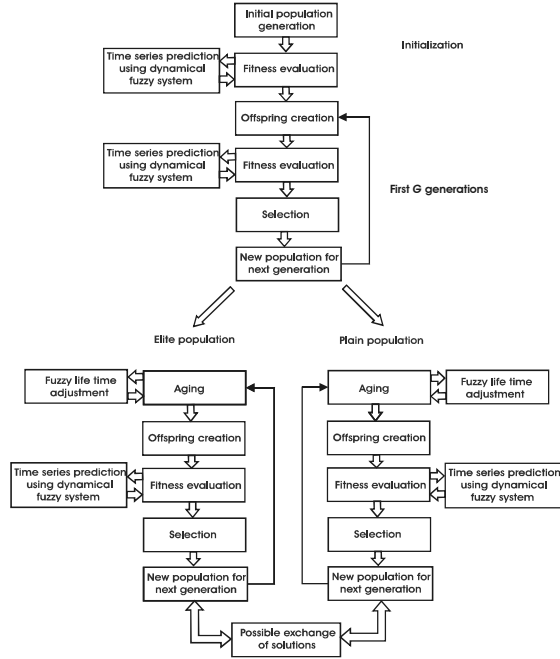 Initial population
generation
Initialization
Time series prediction
using dynamical
fuzzy system
Fitness evaluation
Offspring creation
Time series prediction
using dynamical
fuzzy system
Fitness evaluation
First G generations
Selection
New population for
next generation
Elite population
Plain population
Fuzzy life time
adjustment
Aging
Offspring creation
Time series prediction
using dynamical
fuzzy system
Fitness evaluation
Selection
New population for
next generation
Aging
Fuzzy life time
adjustment
Offspring creation
Fitness evaluation
Time series prediction
using dynamical
fuzzy system
Selection
New population for
next generation
Possible exchange
of solutions